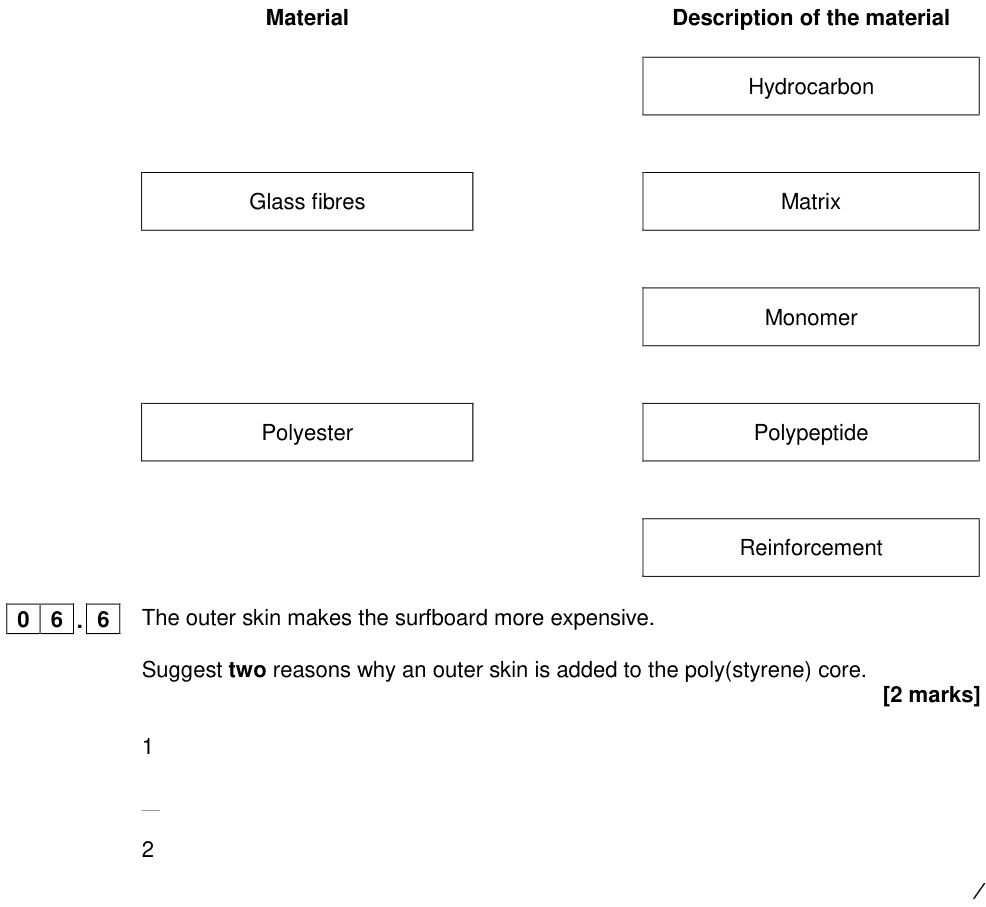 Material Description of the material
Hydrocarbon
Glass fibres Matrix
Monomer
Polyester Polypeptide
Reinforcement
0 6 . 6 The outer skin makes the surfboard more expensive.
Suggest two reasons why an outer skin is added to the poly(styrene) core.
[2 marks]
1
2